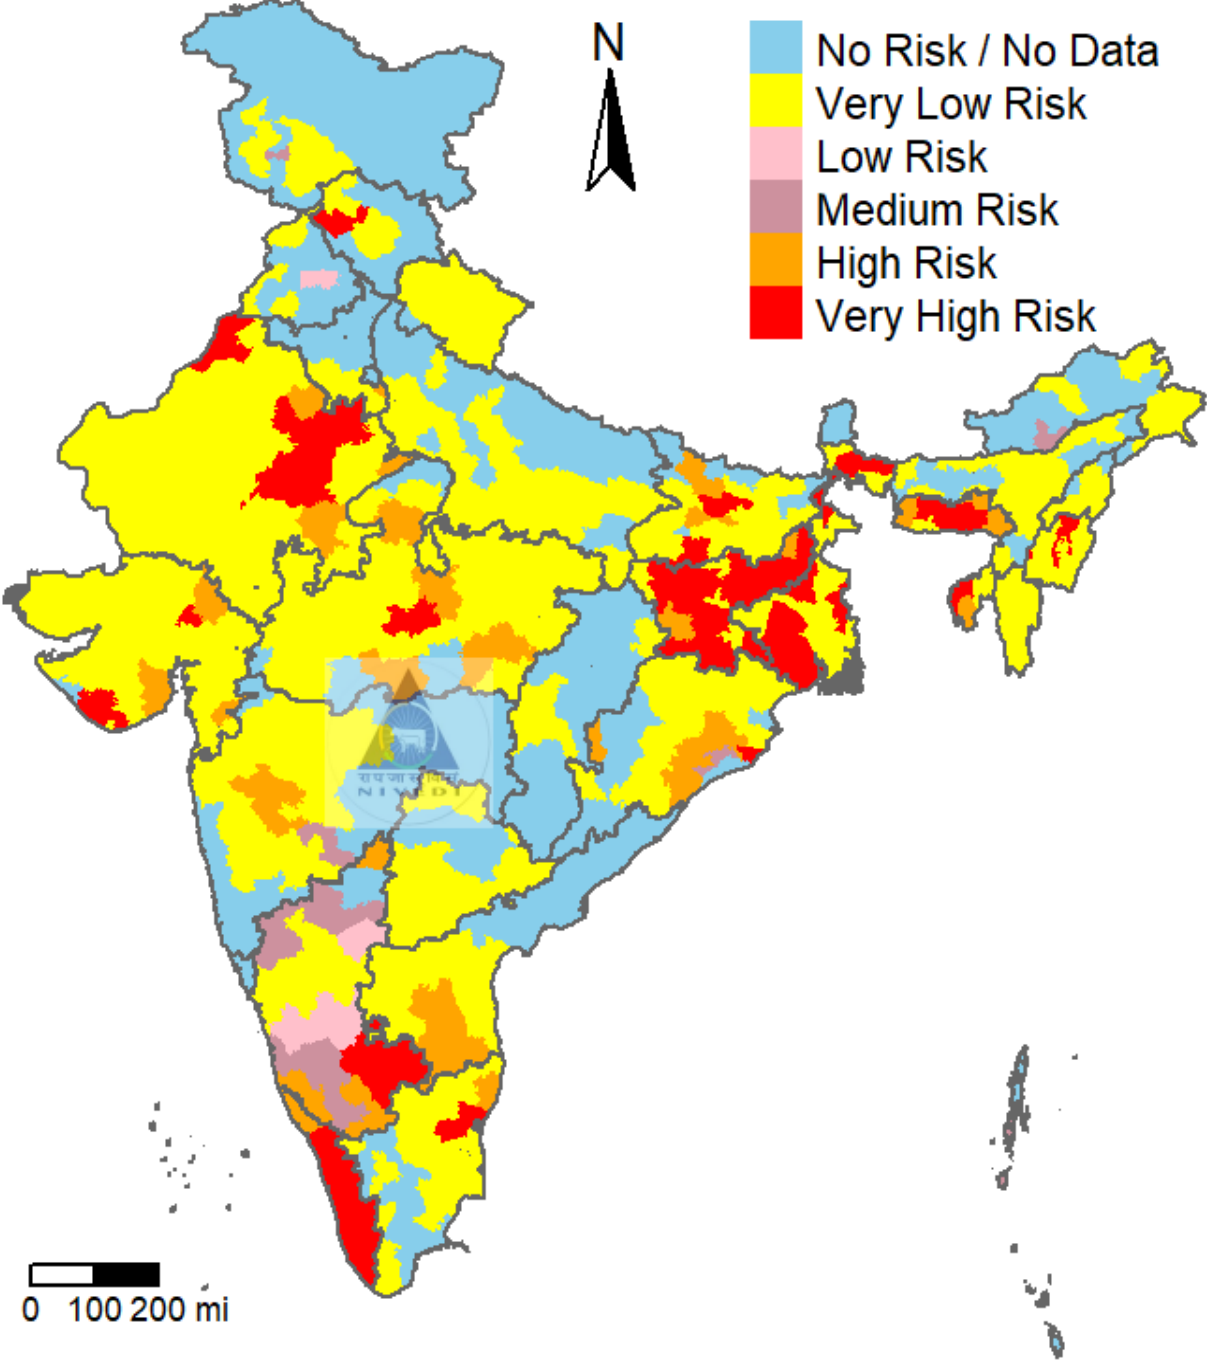 N
No Risk / No Data
Very Low Risk
Low Risk
Medium Risk
High Risk
Very High Risk
NIVEDI
0 100 200 mi